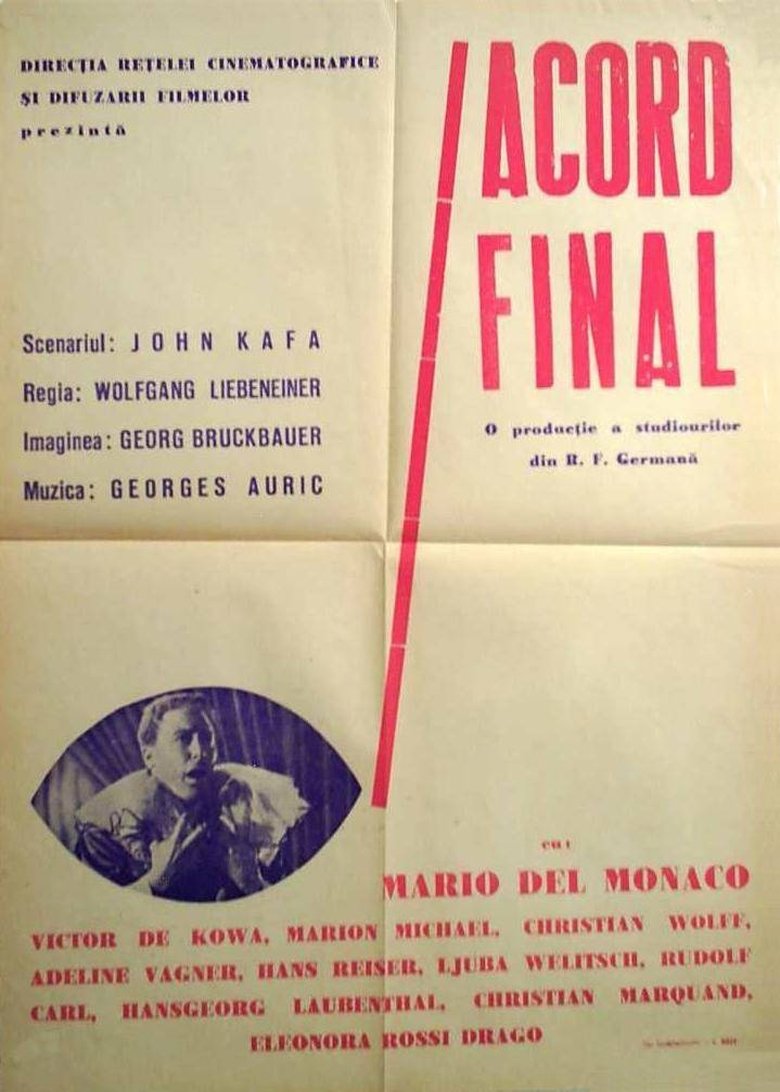 DIRECȚIA REȚELEI CINEMATOGRAFICE
ȘI DIFUZARII FILMELOR
prezintă
ACORD
FINAL
O producție a studiourilor
din R. F. Germană
Scenariul: JOHN KAFA
Regia: WOLFGANG LIEBENEINER
Imaginea: GEORG BRUCKBAUER
Muzica: GEORGES AURIC
cu:
MARIO DEL MONACO
VICTOR DE KOWA, MARION MICHAEL, CHRISTIAN WOLFF,
ADELINE VAGNER, HANS REISER, LJUBA WELITSCH, RUDOLF
CARL, HANSGEORG LAUBENTHAL, CHRISTIAN MARQUAND,
ELEONORA ROSSI DRAGO